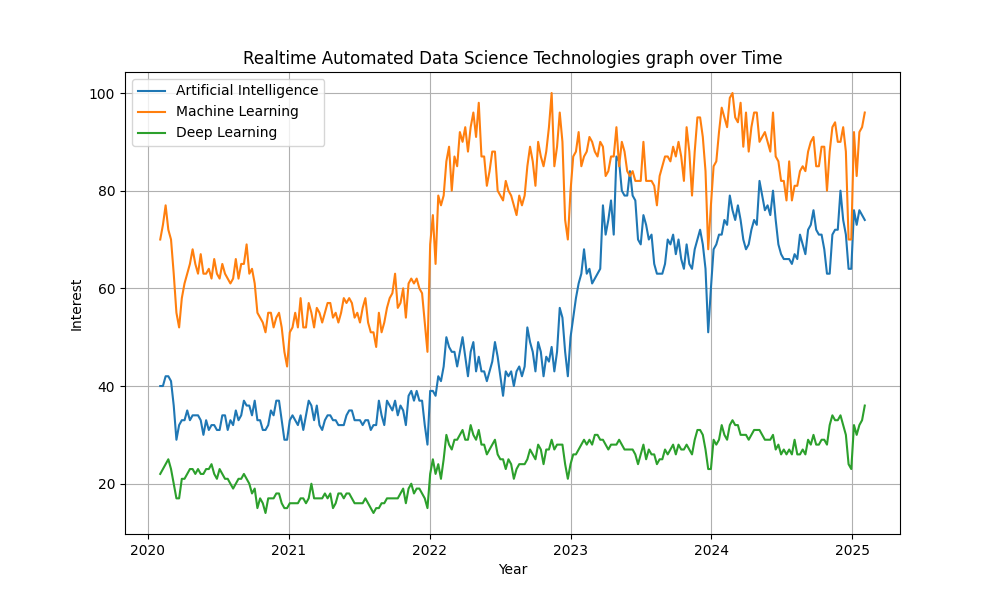 Realtime Automated Data Science Technologies graph over Time
Artificial Intelligence
Machine Learning
Deep Learning
100
80
60
40
20
Interest
2020 2021 2022 2023 2024 2025
Year